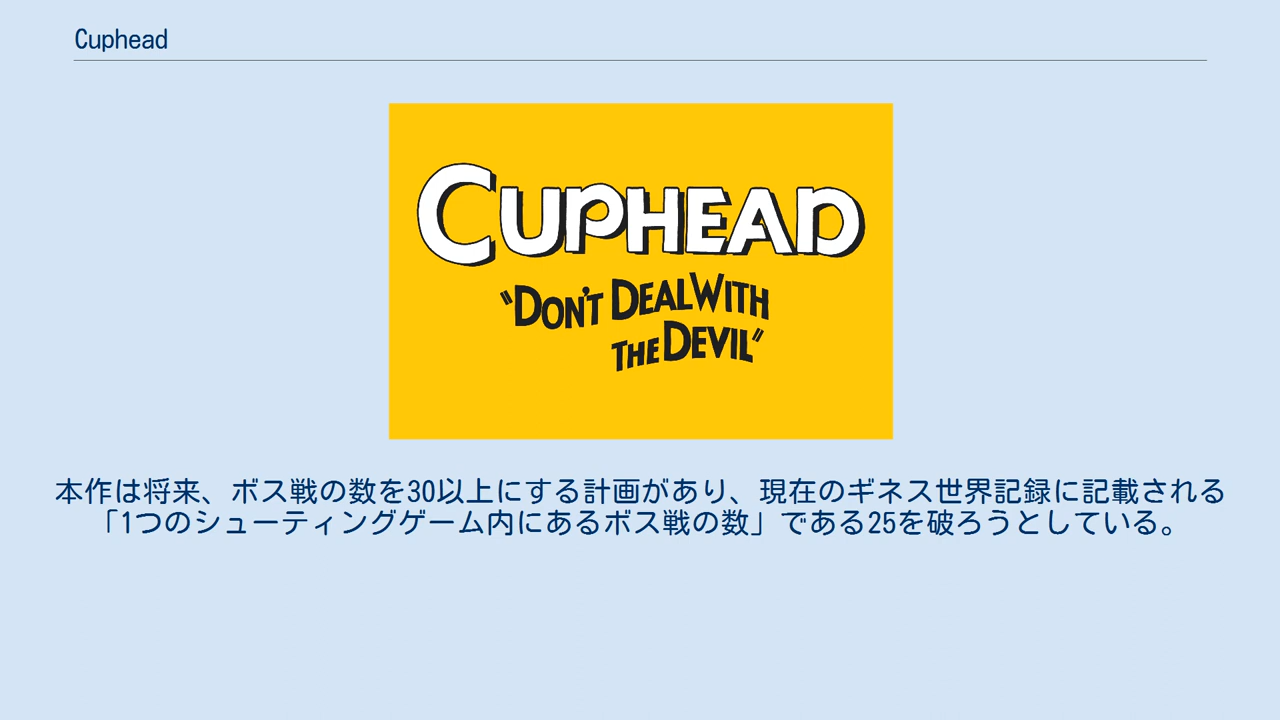 Cuphead
CUPHEAD
"DON'T DEAL WITH
THE DEVIL"
本作は将来、ボス戦の数を30以上にする計画があり、現在のギネス世界記録に記載される
「1つのシューティングゲーム内にあるボス戦の数」である25を破ろうとしている。